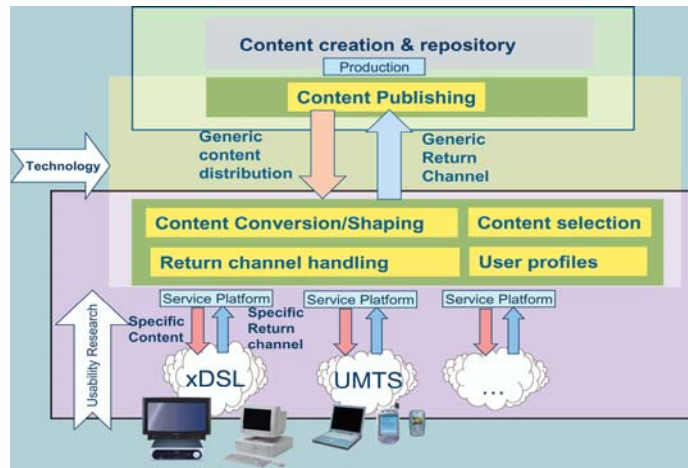 Content creation & repository
Production
Content Publishing
Generic
content
distribution
Generic
Return
Channel
Technology
Content Conversion/Shaping
Content selection
Return channel handling
User profiles
Service Platform
Service Platform
Service Platform
Specific
Content
Specific
Return
channel
Usability Research
xDSL
UMTS
...